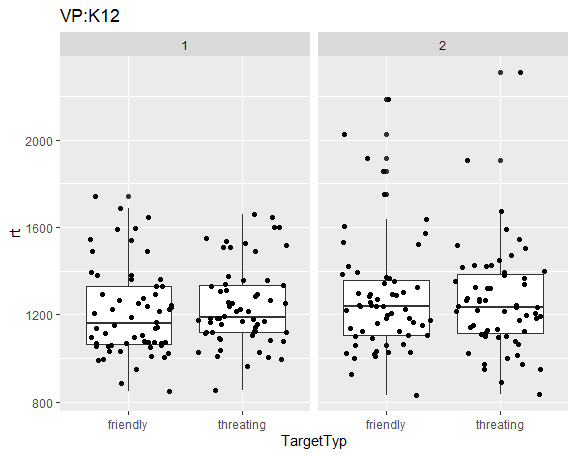 VP:K12
1
2
rt
2000
1600
1200
800
friendly
threating
friendly
threating
TargetTyp